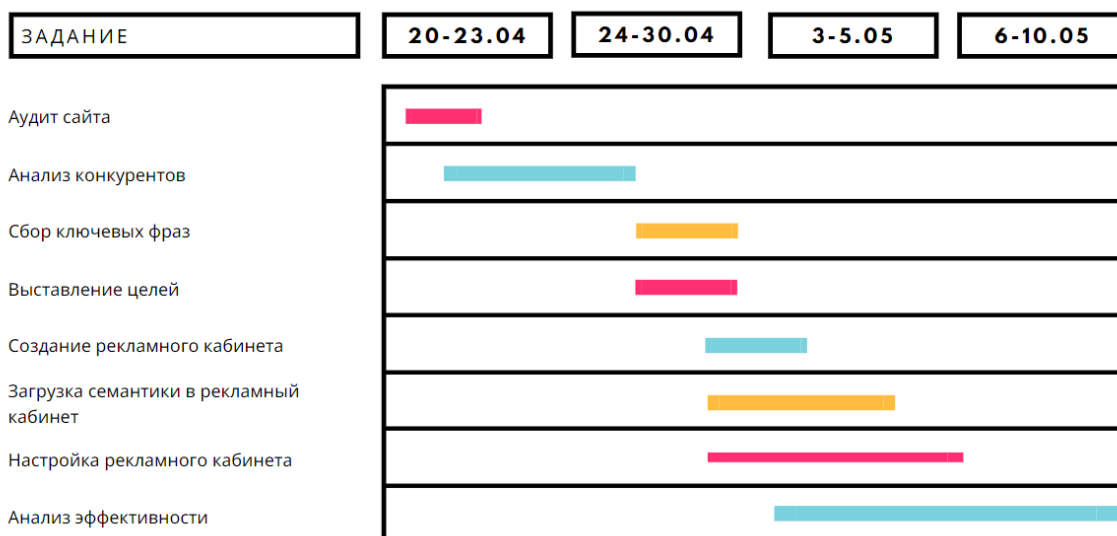 ЗАДАНИЕ
20-23.04
24-30.04
3-5.05
6-10.05
Аудит сайта
Анализ конкурентов
Сбор ключевых фраз
Выставление целей
Создание рекламного кабинета
Загрузка семантики в рекламный
кабинет
Настройка рекламного кабинета
Анализ эффективности